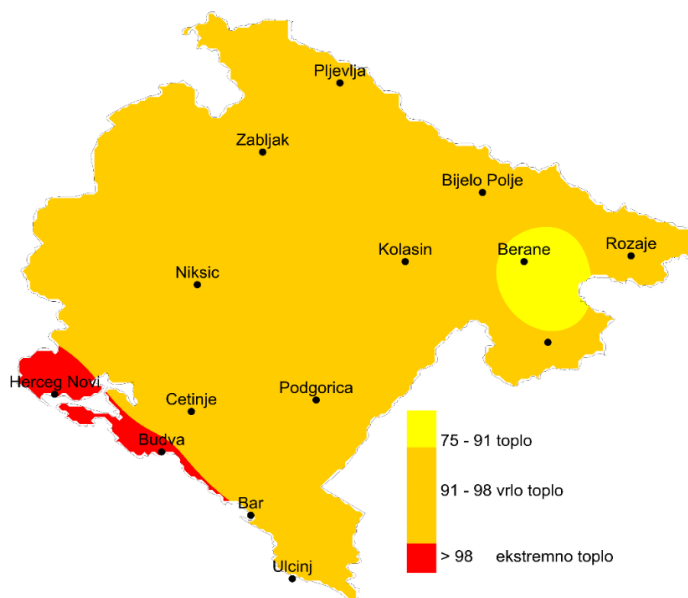 Pljevlja
Zabljak
Bijelo Polje
Kolasin
Berane
Rozaje
Niksic
Herceg Novi
Cetinje
Podgorica
Budva
Bar
Ulcinj
75 - 91 toplo
91 - 98 vrlo toplo
> 98 ekstremno toplo